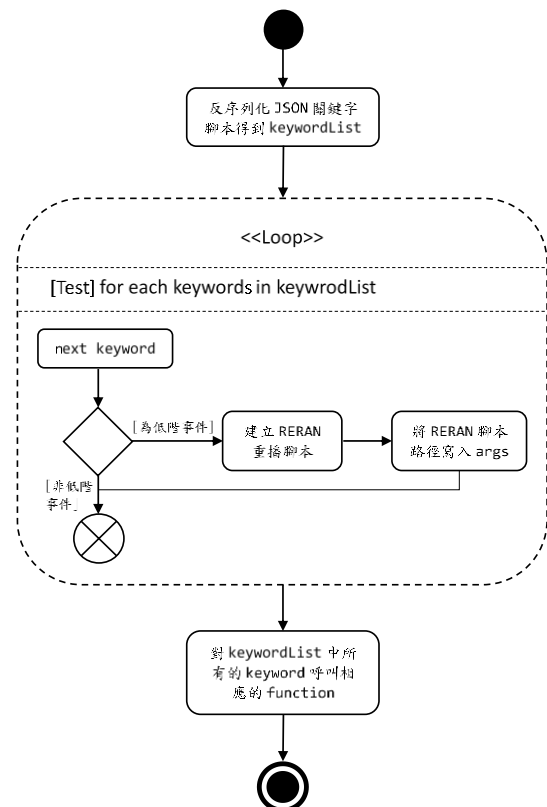 反序列化 JSON 關鍵字
腳本得到 keywordList
<<Loop>>
[Test] for each keywords in keywrodList
next keyword
[為低階事件]
建立 RERAN
重播腳本
將 RERAN 腳本
路徑寫入 args
[非低階
事件]
對 keywordList 中所
有的 keyword 呼叫相
應的 function